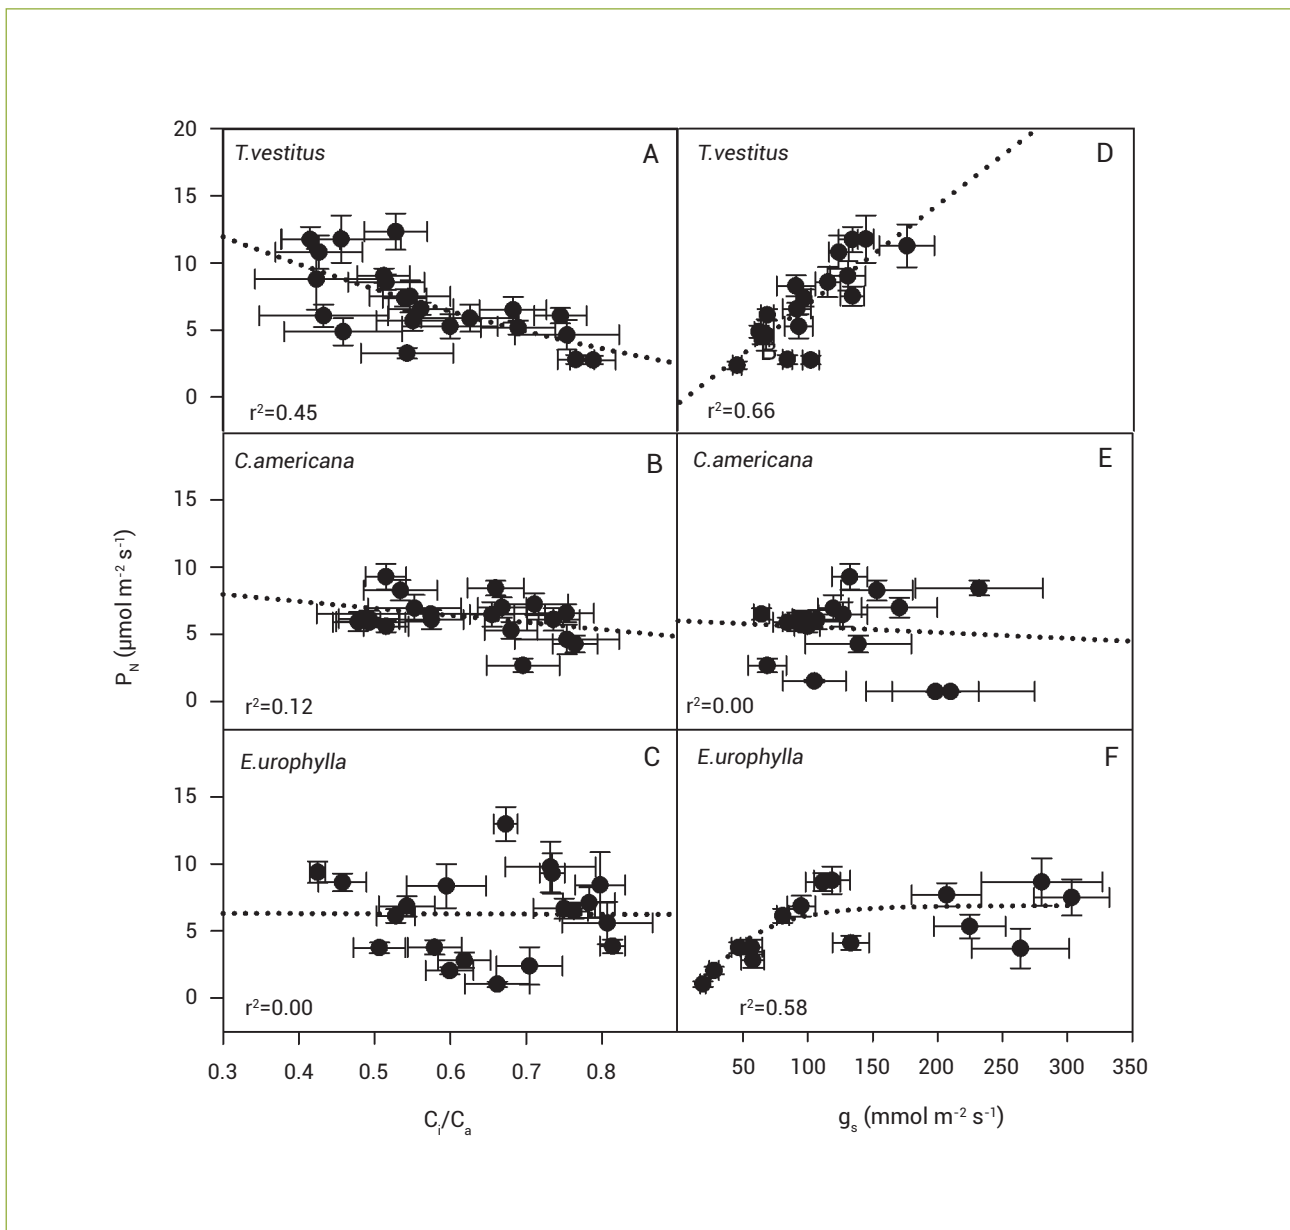 T.vestitus A
T.vestitus D
20
15
10
5
0
B
r²=0.45
r²=0.66
C.americana B
C.americana E
15
10
5
0
r²=0.12
r²=0.00
P_N (µmol m⁻² s⁻¹)
E.urophylla C
E.urophylla F
15
10
5
0
r²=0.00
r²=0.58
0.3 0.4 0.5 0.6 0.7 0.8
50 100 150 200 250 300 350
C_i/C_a
g_s (mmol m⁻² s⁻¹)